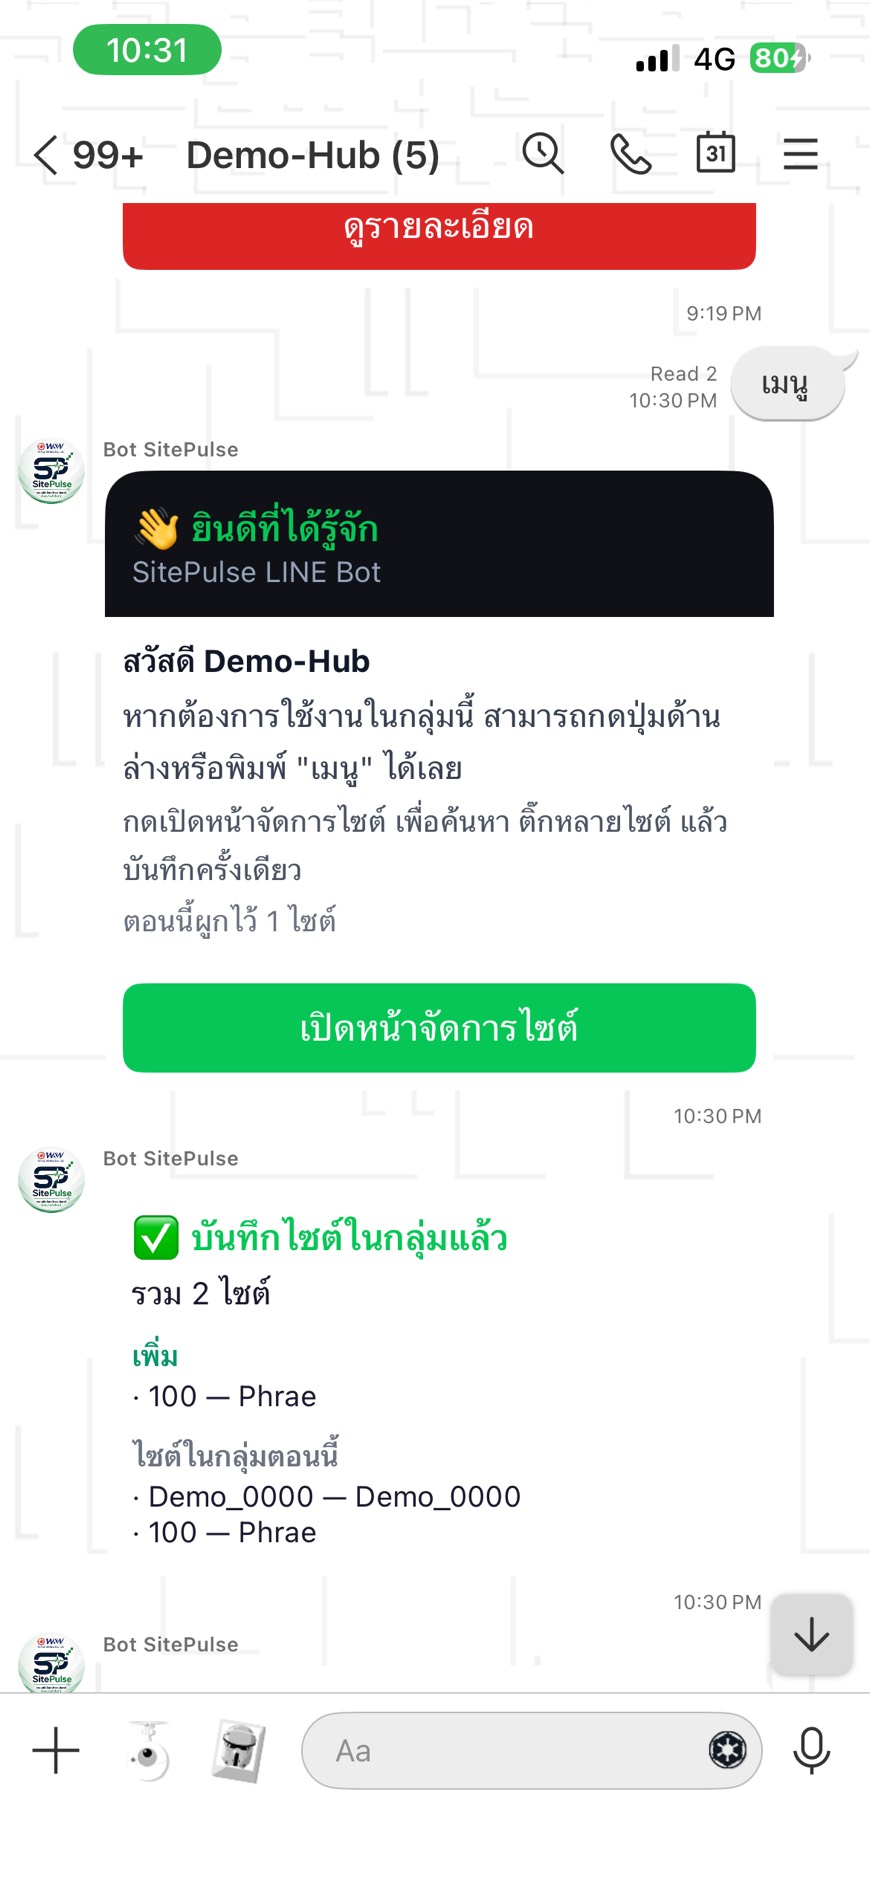 10:31
4G
80
99+
Demo-Hub (5)
31
ดูรายละเอียด
9:19 PM
Read 2
10:30 PM
เมนู
Bot SitePulse
W&W
SP
SitePulse
👋 ยินดีที่ได้รู้จัก
SitePulse LINE Bot
สวัสดี Demo-Hub
หากต้องการใช้งานในกลุ่มนี้ สามารถกดปุ่มด้าน
ล่างหรือพิมพ์ "เมนู" ได้เลย
กดเปิดหน้าจัดการไซต์ เพื่อค้นหา ติ๊กหลายไซต์ แล้ว
บันทึกครั้งเดียว
ตอนนี้ผูกไว้ 1 ไซต์
เปิดหน้าจัดการไซต์
10:30 PM
Bot SitePulse
W&W
SP
SitePulse
✅ บันทึกไซต์ในกลุ่มแล้ว
รวม 2 ไซต์
เพิ่ม
· 100 — Phrae
ไซต์ในกลุ่มตอนนี้
· Demo_0000 — Demo_0000
· 100 — Phrae
10:30 PM
Bot SitePulse
W&W
SP
SitePulse
Aa